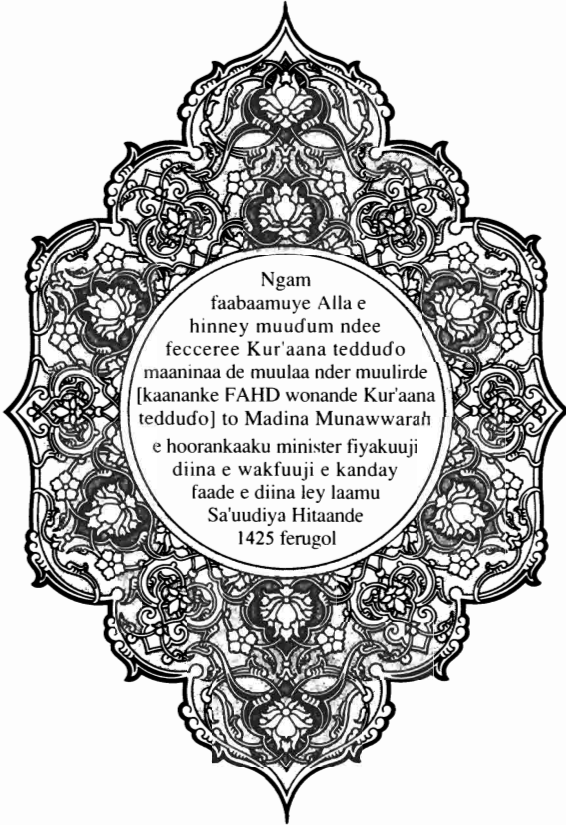 Ngam
faabaamuye Alla e
hinney muuɗum ndee
fecceree Kur'aana tedduɗo
maaninaa de muulaa nder muulirde
[kaananke FAHD wonande Kur'aana
tedduɗo] to Madina Munawwarah
e hoorankaaku minister fiyakuuji
diina e wakfuuji e kanday
faade e diina ley laamu
Sa'uudiya Hitaande
1425 ferugol